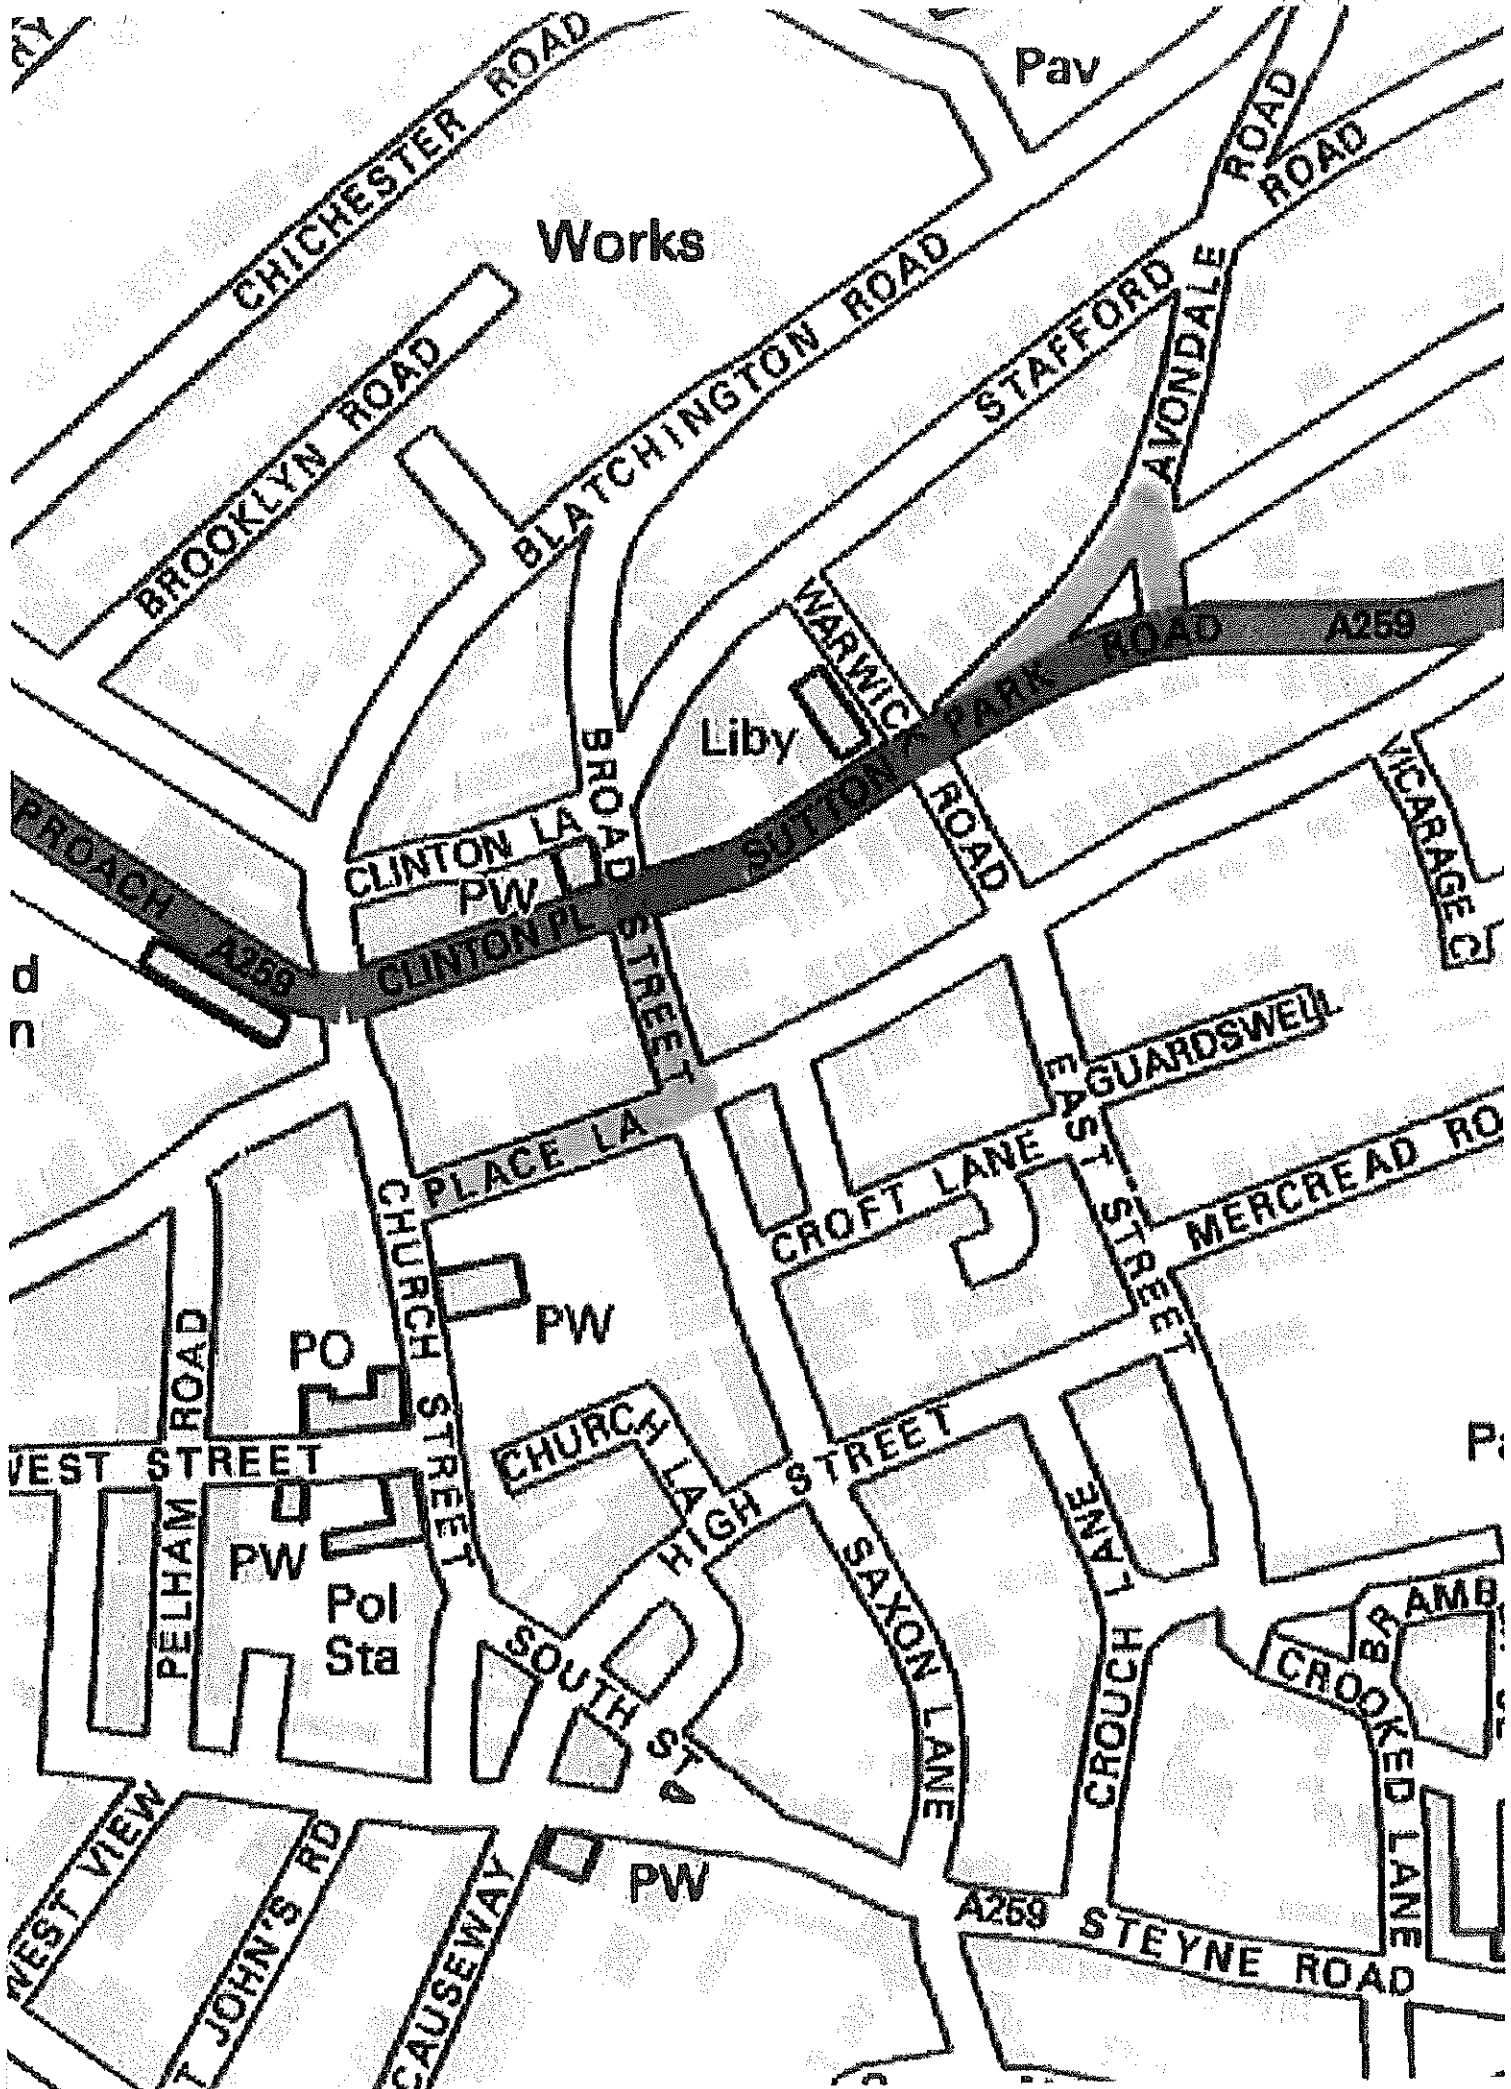 Pav
CHICHESTER ROAD
ROAD
ROAD
Works
BROOKLYN ROAD
BLATCHINGTON ROAD
STAFFORD
AVONDALE
WARWICK
ROAD
SUTTON PARK ROAD
A259
Liby
BROAD
STREET
CLINTON LA
PW
CLINTON PL
PROACH
A259
d
n
VICARAGE C
GUARDSWELL
EAST STREET
PLACE LA
CROFT LANE
MERCREAD RO
CHURCH STREET
PW
PO
ROAD
WEST STREET
PELHAM
PW
Pol
Sta
CHURCH LA
HIGH STREET
SAXON LANE
LANE
CROUCH L
SOUTH ST
4
BRAMB
CROOKED LANE
WEST VIEW
T JOHN'S RD
CAUSEWAY
PW
A259 STEYNE ROAD